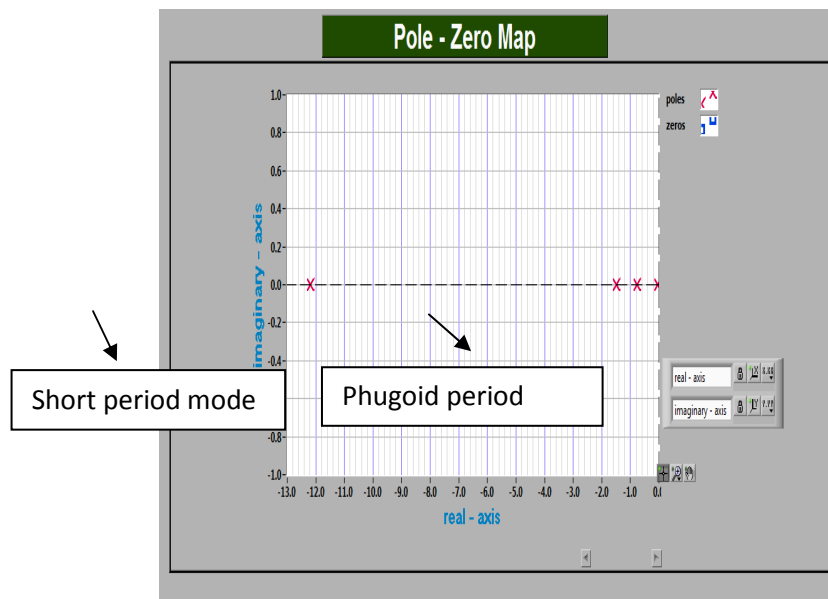 Pole - Zero Map
poles
zeros
1.0
0.8
0.6
0.4
0.2
0.0
-0.2
-0.4
-0.8
-1.0
imaginary - axis
-13.0 -12.0 -11.0 -10.0 -9.0 -8.0 -7.0 -6.0 -5.0 -4.0 -3.0 -2.0 -1.0
real - axis
Short period mode
Phugoid period
real - axis
imaginary - axis